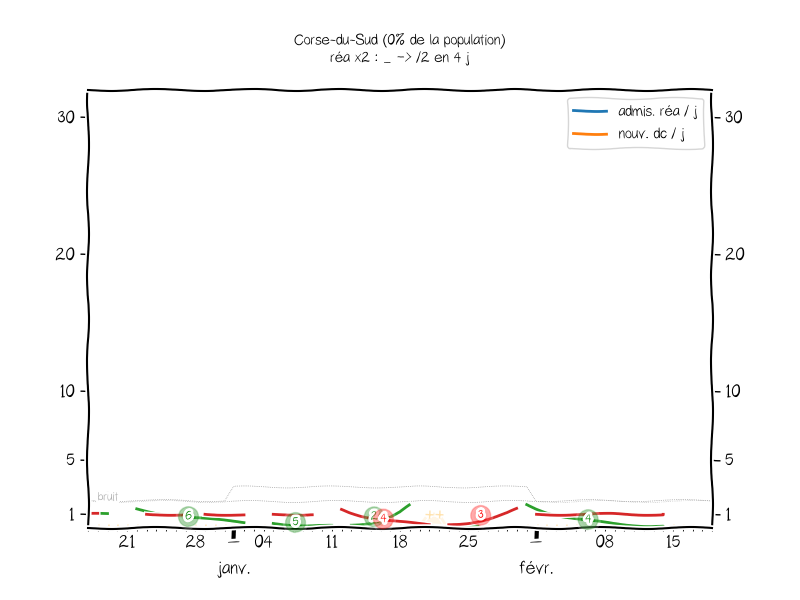 Corse-du-Sud (0% de la population)
réa x2 : _ -> /2 en 4 j
admis. réa / j
nouv. dc / j
30 30
20 20
10 10
5 5
bruit
1 6 5 2 4 ++ 3 4 1
21 28 04 11 18 25 08 15
janv. févr.